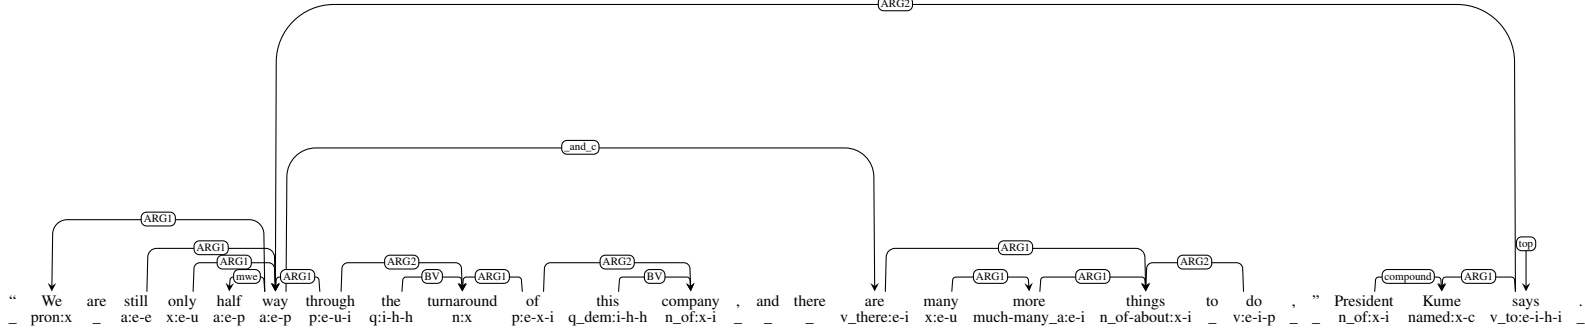 ARG2
_and_c
ARG1
ARG1 ARG1 top
ARG1 ARG2 ARG2 ARG2
mwe ARG1 BV ARG1 BV ARG1 ARG1 compound ARG1
“ We are still only half way through the turnaround of this company , and there are many more things to do , ” President Kume says .
_ pron:x _ a:e-e x:e-u a:e-p a:e-p p:e-u-i q:i-h-h n:x p:e-x-i q_dem:i-h-h n_of:x-i _ _ _ v_there:e-i x:e-u much-many_a:e-i n_of-about:x-i _ v:e-i-p _ _ n_of:x-i named:x-c v_to:e-i-h-i _